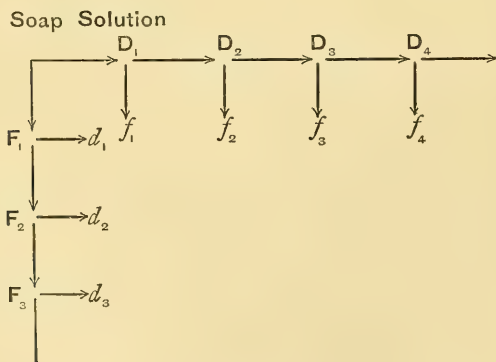 Soap Solution
D₁ D₂ D₃ D₄
f₁ f₂ f₃ f₄
F₁ d₁
F₂ d₂
F₃ d₃